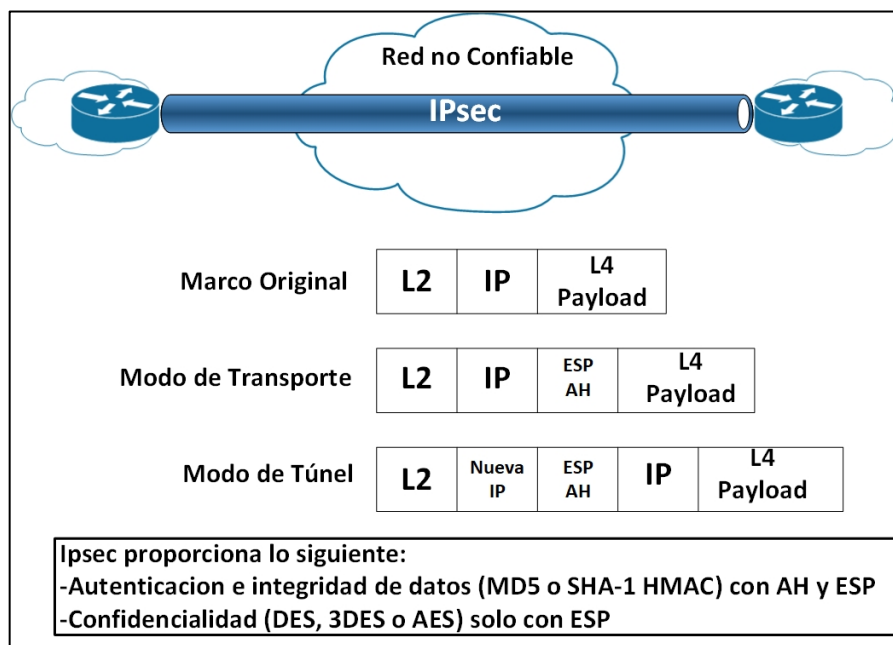 Red no Confiable
IPsec
Marco Original
L2
IP
L4
Payload
Modo de Transporte
L2
IP
ESP
AH
L4
Payload
Modo de Túnel
L2
Nueva
IP
ESP
AH
IP
L4
Payload
Ipsec proporciona lo siguiente:
-Autenticacion e integridad de datos (MD5 o SHA-1 HMAC) con AH y ESP
-Confidencialidad (DES, 3DES o AES) solo con ESP